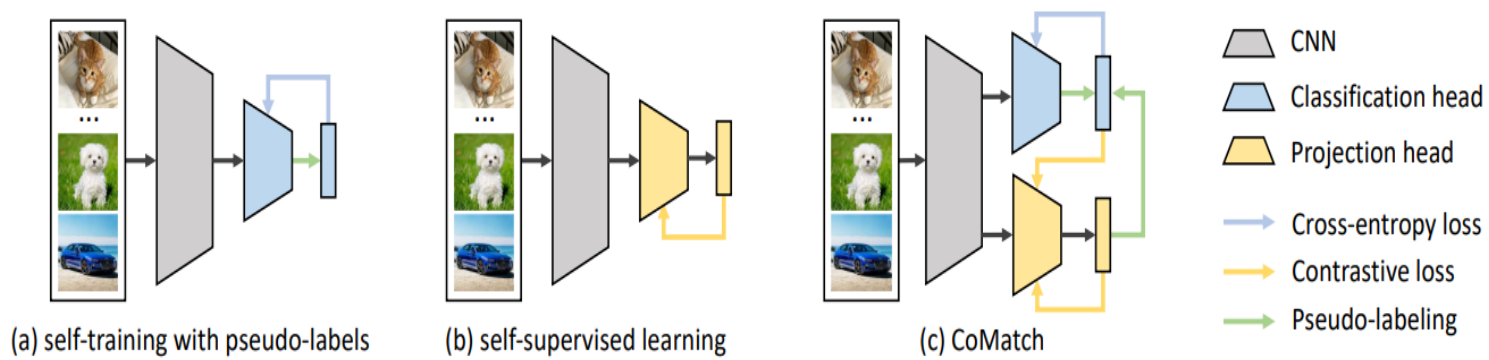 ...
...
...
CNN
Classification head
Projection head
Cross-entropy loss
Contrastive loss
Pseudo-labeling
(a) self-training with pseudo-labels
(b) self-supervised learning
(c) CoMatch